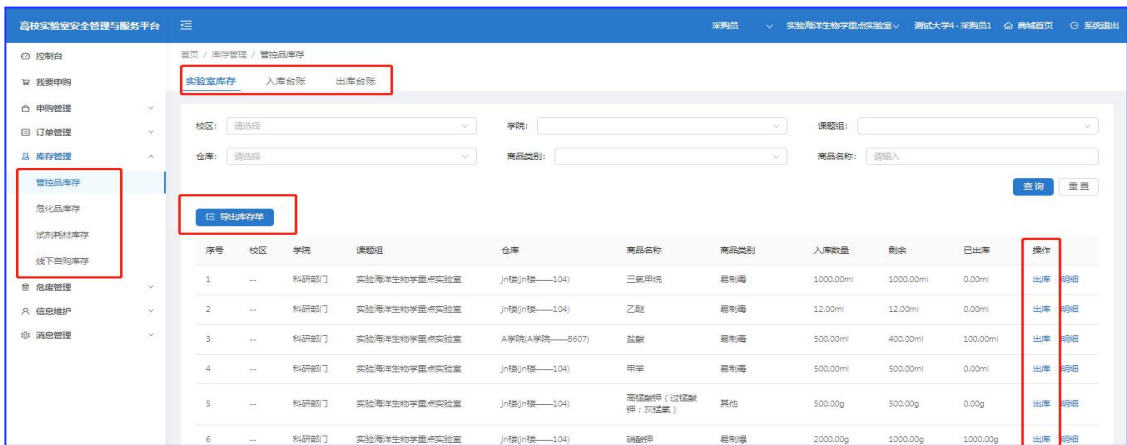 高校实验室安全管理与服务平台 采购员 实验海洋生物学重点实验室 测试大学4 - 采购员1 商城首页 系统退出
控制台
我要申购
申购管理
订单管理
库存管理
管控品库存
危化品库存
试剂耗材库存
线下自购库存
危废管理
信息维护
消息管理
首页 / 库存管理 / 管控品库存
实验室库存 入库台账 出库台账
校区: 请选择 学院: 课题组:
仓库: 请选择 商品类别: 商品名称: 请输入
查询 重置
导出库存单
序号 校区 学院 课题组 仓库 商品名称 商品类别 入库数量 剩余 已出库 操作
1 -- 科研部门 实验海洋生物学重点实验室 jn楼(jn楼——104) 三氯甲烷 易制毒 1000.00ml 1000.00ml 0.00ml 出库 明细
2 -- 科研部门 实验海洋生物学重点实验室 jn楼(jn楼——104) 乙醚 易制毒 12.00ml 12.00ml 0.00ml 出库 明细
3 -- 科研部门 实验海洋生物学重点实验室 A学院(A学院——B607) 盐酸 易制毒 500.00ml 400.00ml 100.00ml 出库 明细
4 -- 科研部门 实验海洋生物学重点实验室 jn楼(jn楼——104) 甲苯 易制毒 500.00ml 500.00ml 0.00ml 出库 明细
5 -- 科研部门 实验海洋生物学重点实验室 jn楼(jn楼——104) 高锰酸钾（过锰酸钾；灰锰氧） 其他 500.00g 500.00g 0.00g 出库 明细
6 -- 科研部门 实验海洋生物学重点实验室 jn楼(jn楼——104) 硝酸钾 易制爆 2000.00g 1000.00g 1000.00g 出库 明细